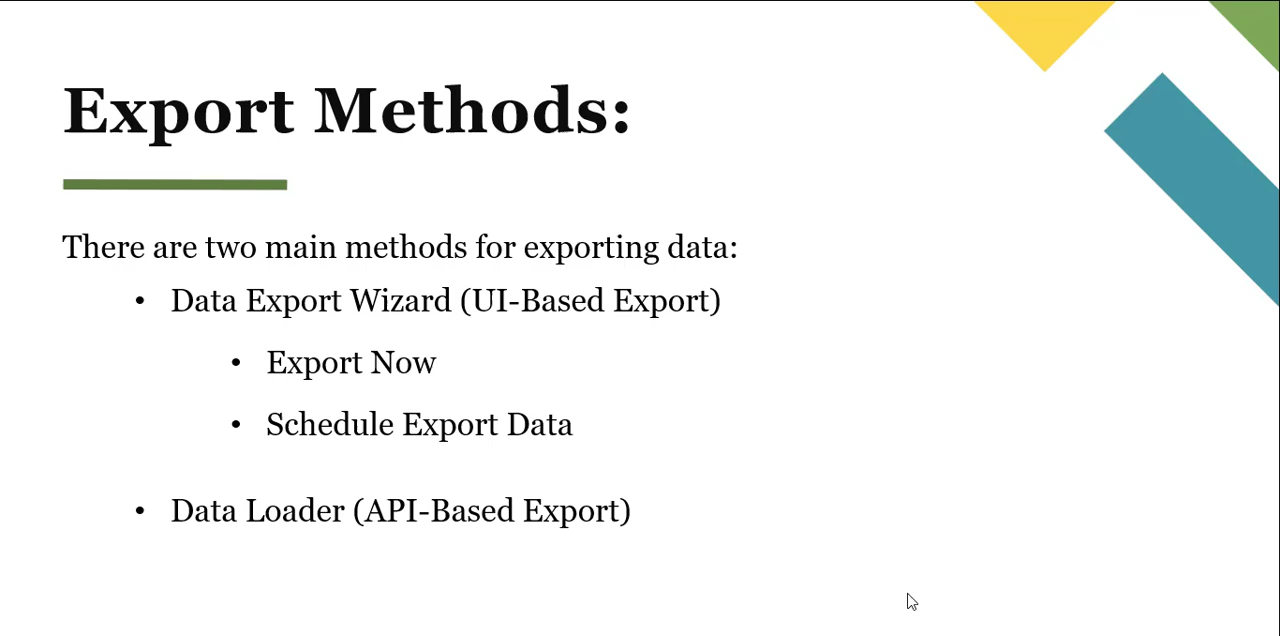 Export Methods:
There are two main methods for exporting data:
• Data Export Wizard (UI-Based Export)
• Export Now
• Schedule Export Data
• Data Loader (API-Based Export)